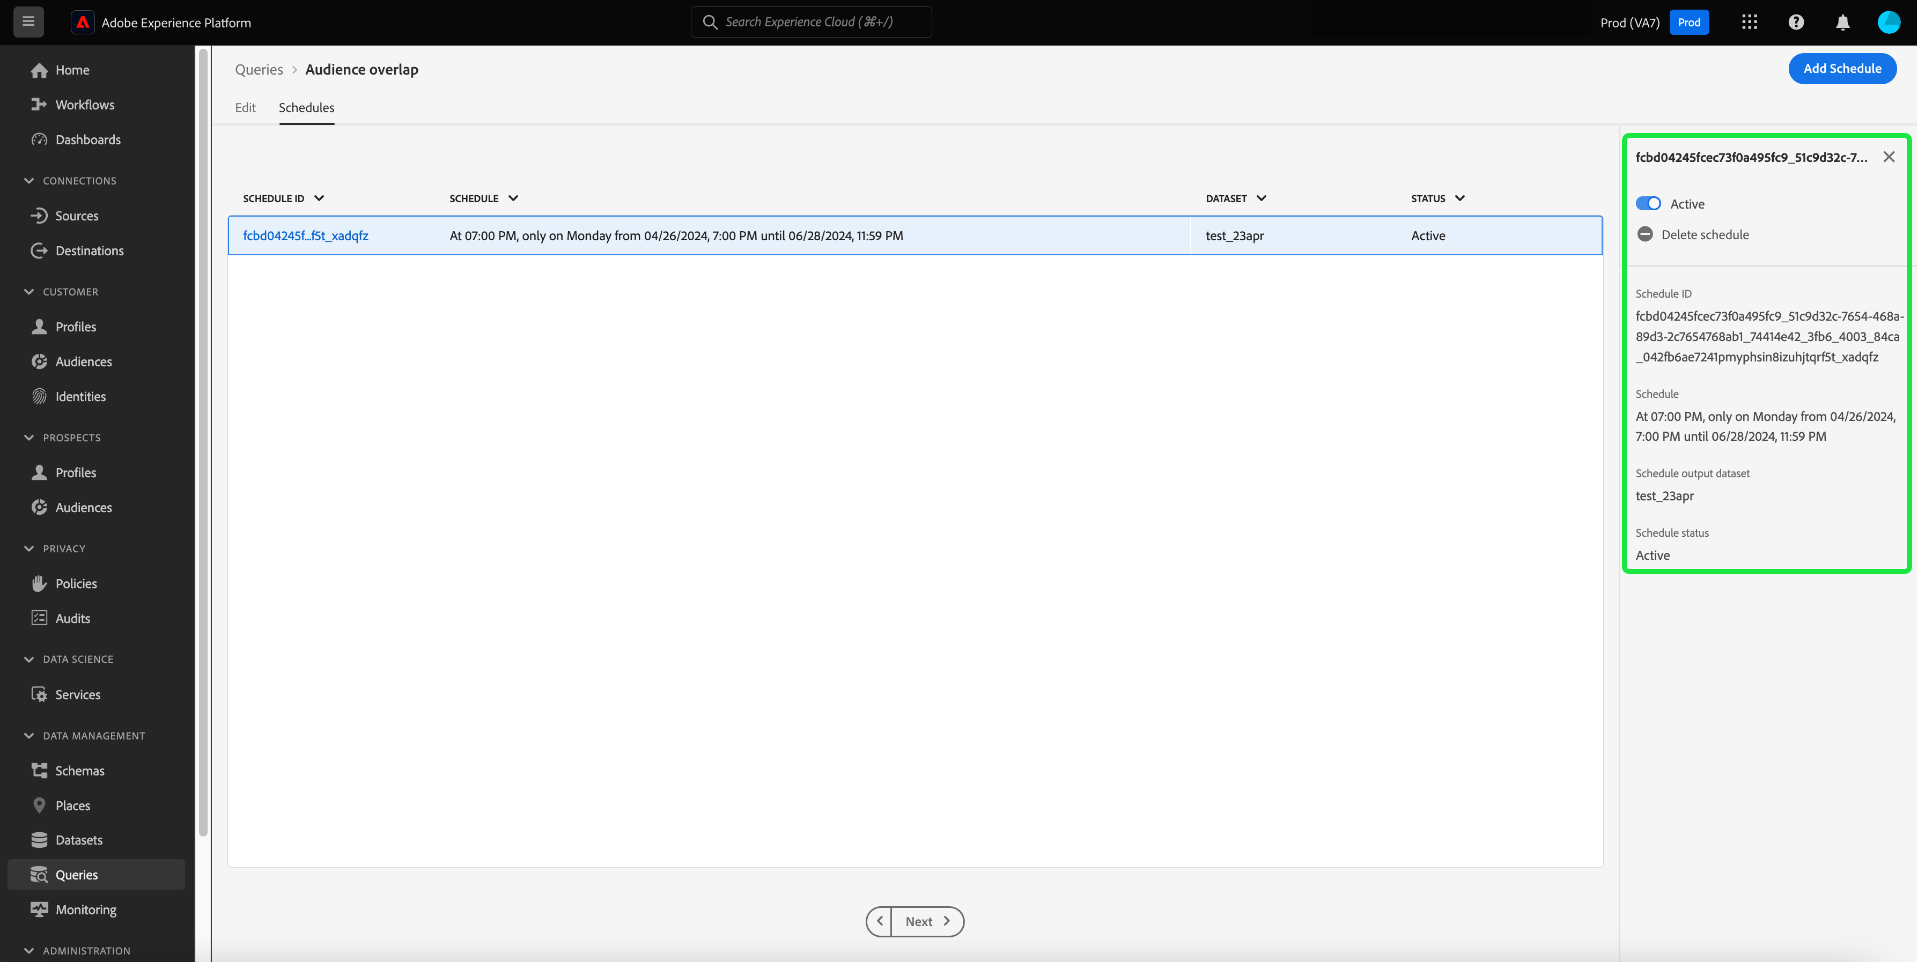 Adobe Experience Platform
Search Experience Cloud (⌘+/)
Prod (VA7)
Prod
Home
Workflows
Dashboards
CONNECTIONS
Sources
Destinations
CUSTOMER
Profiles
Audiences
Identities
PROSPECTS
Profiles
Audiences
PRIVACY
Policies
Audits
DATA SCIENCE
Services
DATA MANAGEMENT
Schemas
Places
Datasets
Queries
Monitoring
ADMINISTRATION
Queries > Audience overlap
Add Schedule
Edit
Schedules
SCHEDULE ID
SCHEDULE
DATASET
STATUS
fcbd04245f...f5t_xadqfz
At 07:00 PM, only on Monday from 04/26/2024, 7:00 PM until 06/28/2024, 11:59 PM
test_23apr
Active
Next
fcbd04245fcec73f0a495fc9_51c9d32c-7...
Active
Delete schedule
Schedule ID
fcbd04245fcec73f0a495fc9_51c9d32c-7654-468a-
89d3-2c7654768ab1_74414e42_3fb6_4003_84ca
_042fb6ae7241pmyphsin8izuhjtqrf5t_xadqfz
Schedule
At 07:00 PM, only on Monday from 04/26/2024,
7:00 PM until 06/28/2024, 11:59 PM
Schedule output dataset
test_23apr
Schedule status
Active